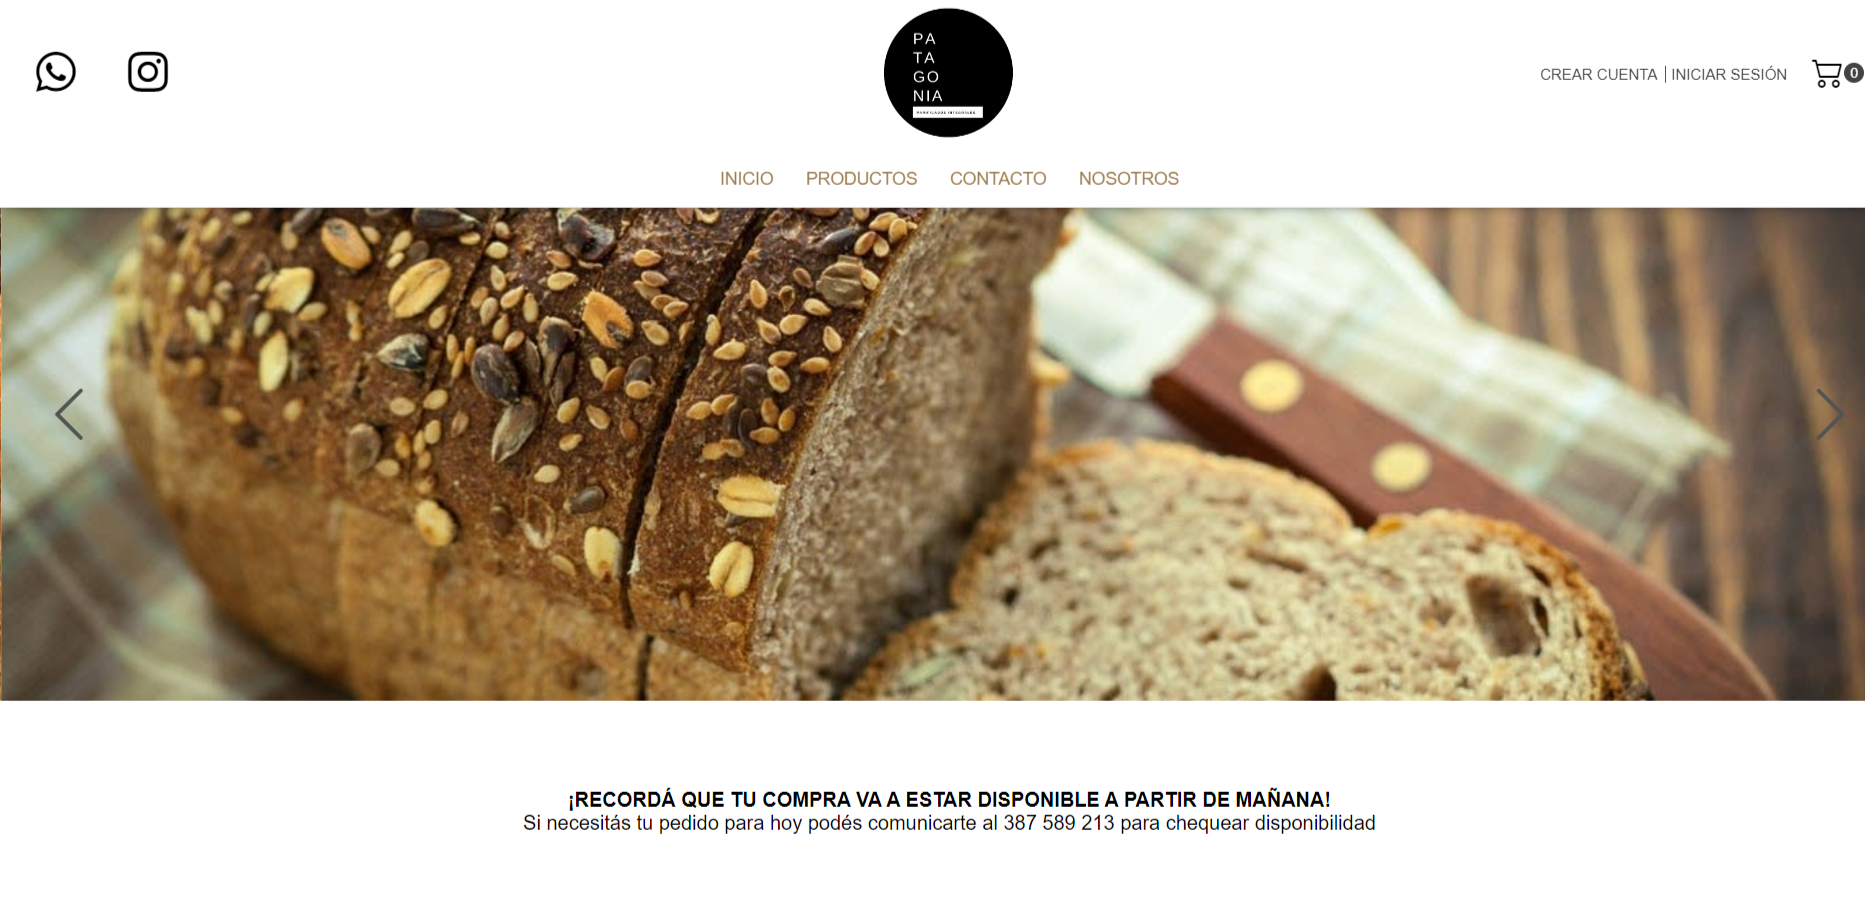 PA
TA
GO
NIA
PANIFICADOS INTEGRALES
CREAR CUENTA | INICIAR SESIÓN
0
INICIO PRODUCTOS CONTACTO NOSOTROS
¡RECORDÁ QUE TU COMPRA VA A ESTAR DISPONIBLE A PARTIR DE MAÑANA!
Si necesitás tu pedido para hoy podés comunicarte al 387 589 213 para chequear disponibilidad